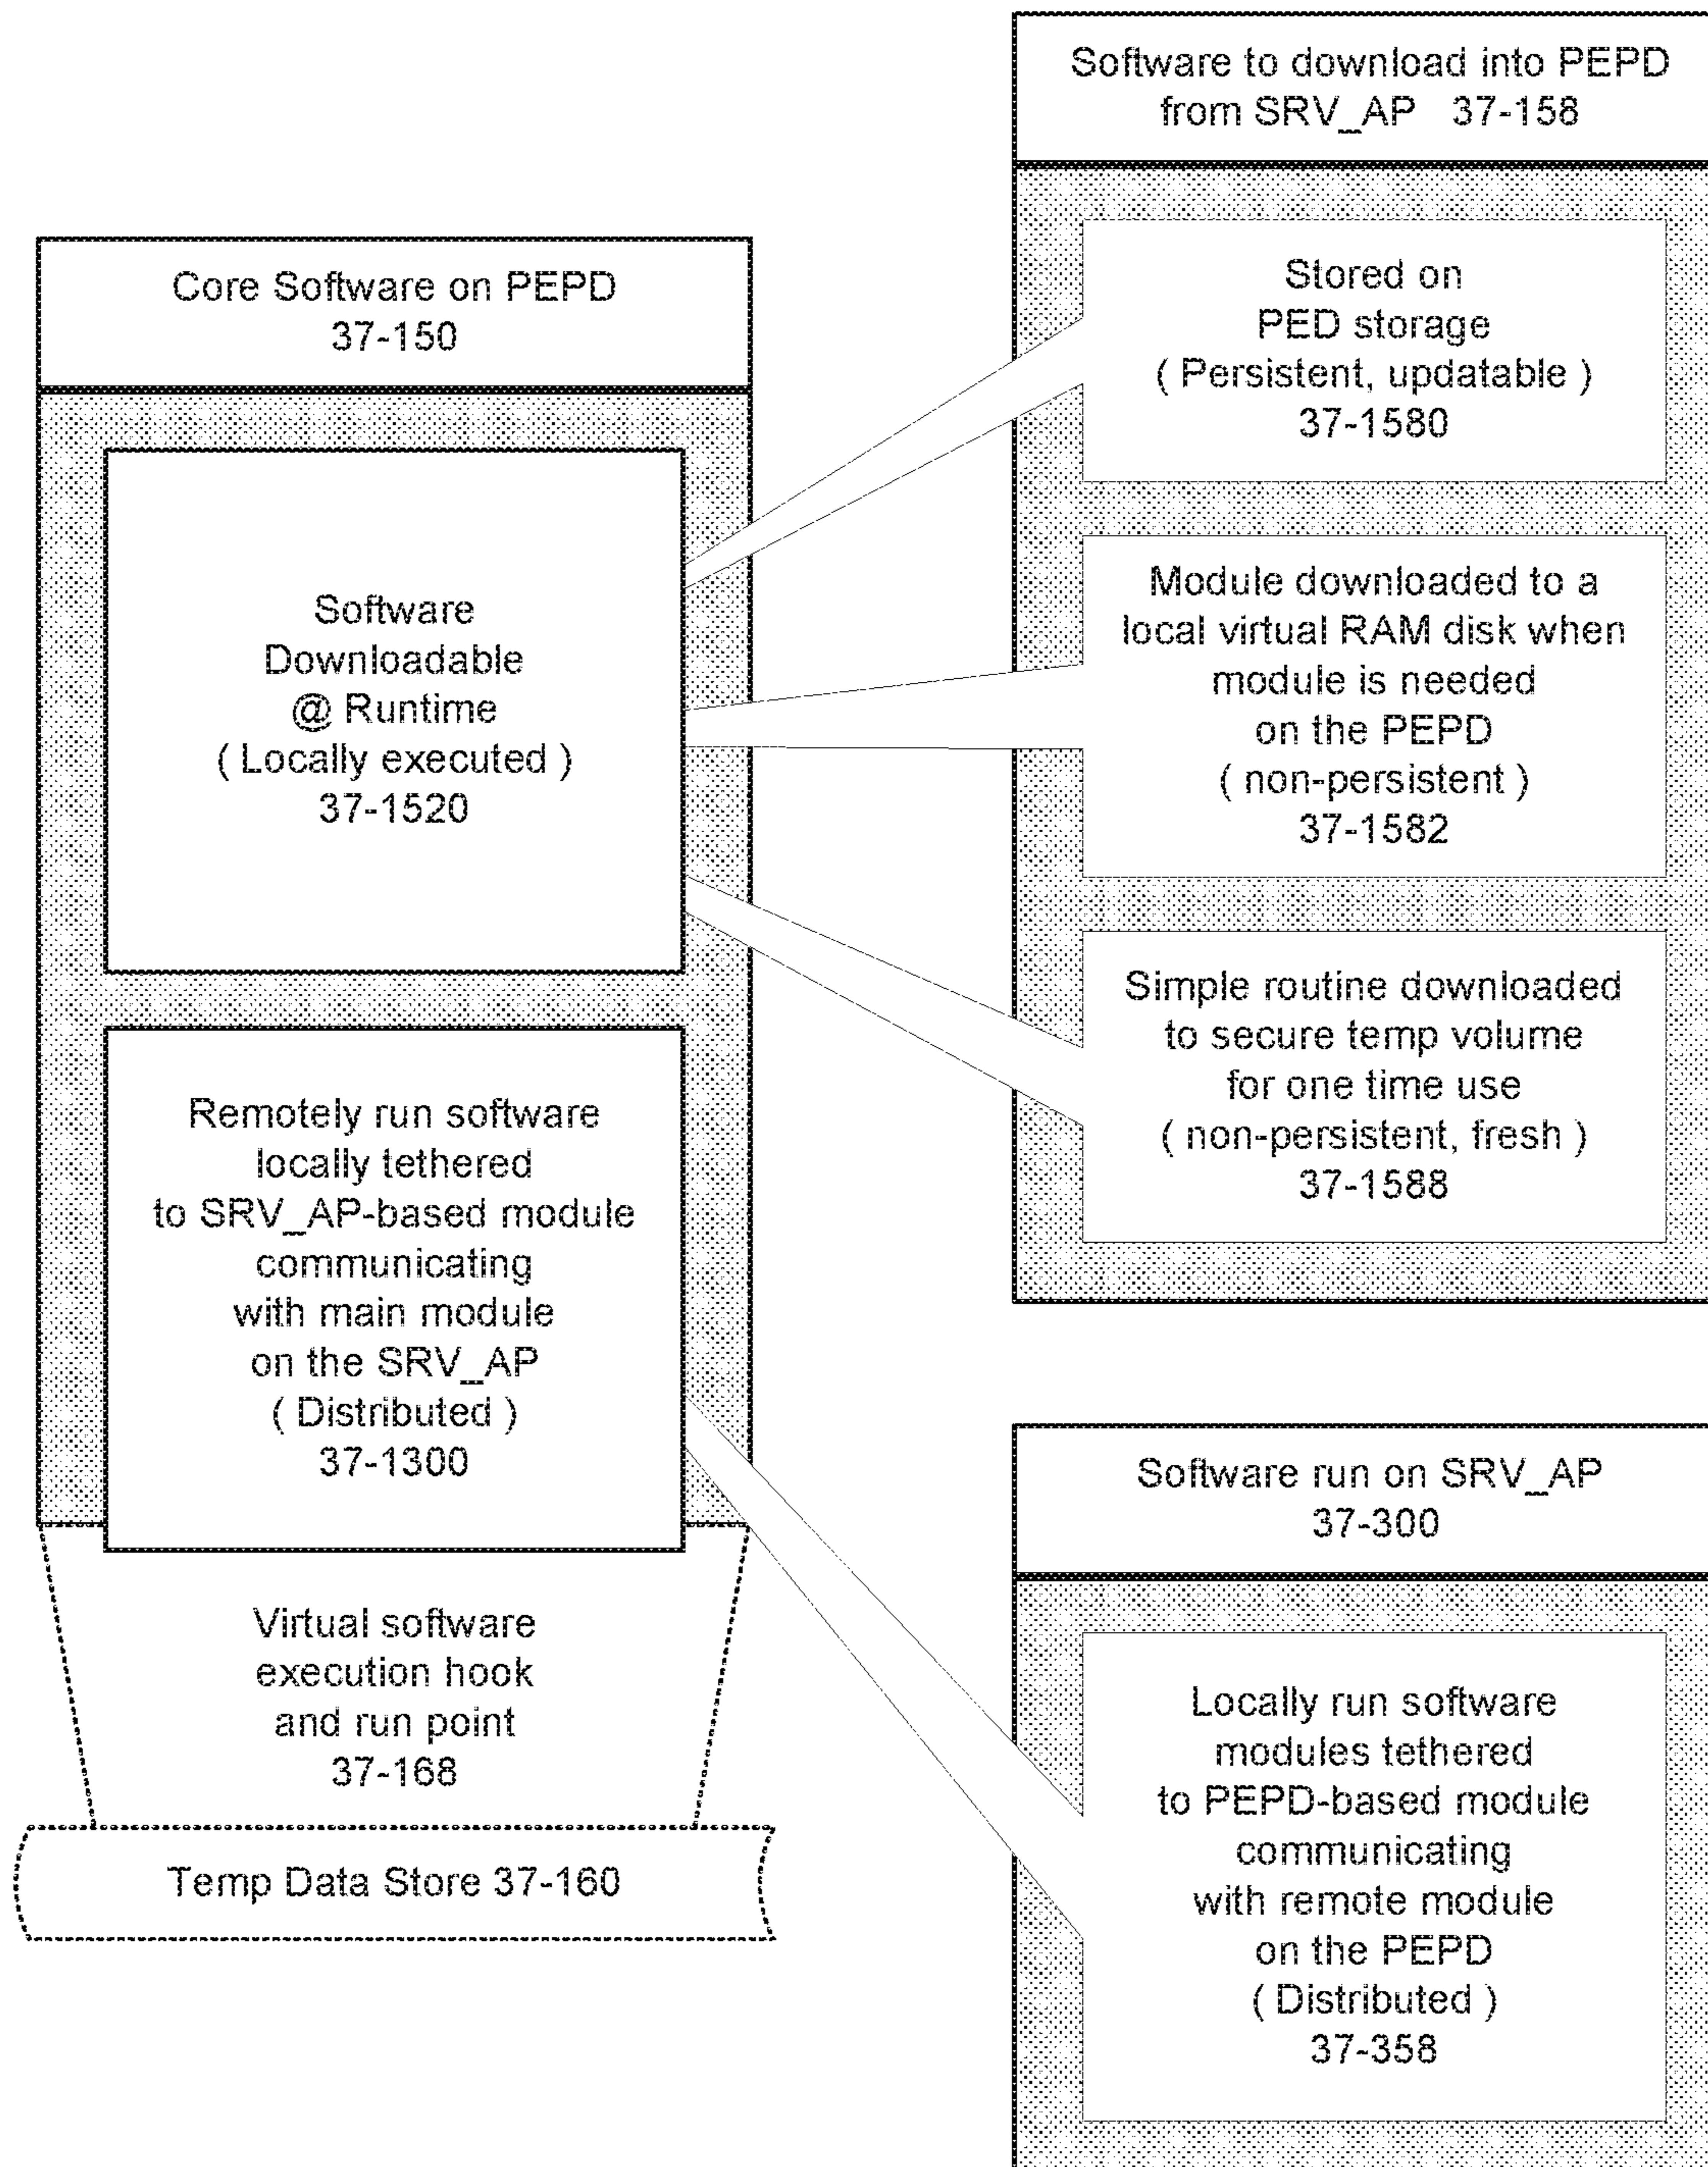 Core Software on PEPD
37-150
Software
Downloadable
@ Runtime
( Locally executed )
37-1520
Remotely run software
locally tethered
to SRV_AP-based module
communicating
with main module
on the SRV_AP
( Distributed )
37-1300
Virtual software
execution hook
and run point
37-168
Temp Data Store 37-160
Software to download into PEPD
from SRV_AP 37-158
Stored on
PED storage
( Persistent, updatable )
37-1580
Module downloaded to a
local virtual RAM disk when
module is needed
on the PEPD
( non-persistent )
37-1582
Simple routine downloaded
to secure temp volume
for one time use
( non-persistent, fresh )
37-1588
Software run on SRV_AP
37-300
Locally run software
modules tethered
to PEPD-based module
communicating
with remote module
on the PEPD
( Distributed )
37-358